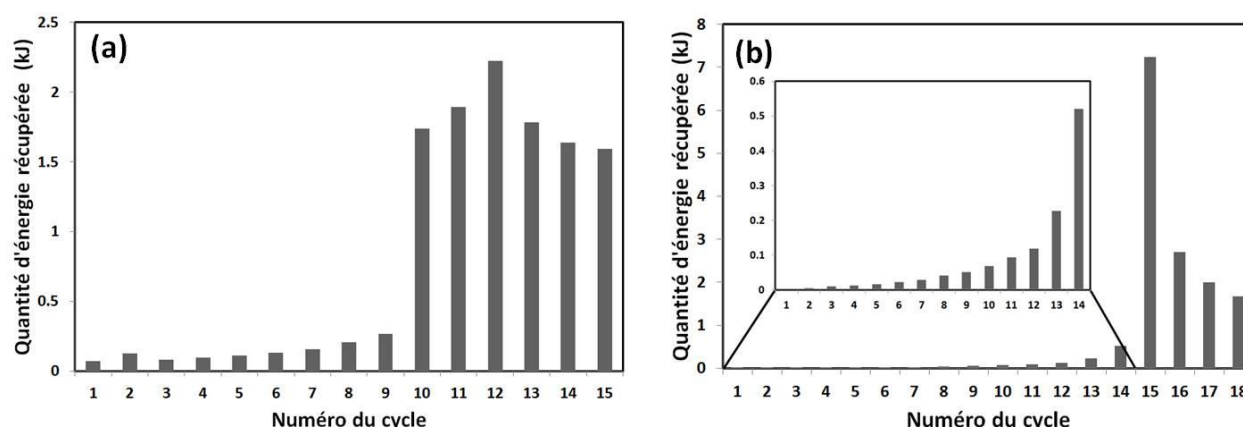 (a)
Quantité d'énergie récupérée (kJ)
2.5
2
1.5
1
0.5
0
1 2 3 4 5 6 7 8 9 10 11 12 13 14 15
Numéro du cycle
(b)
Quantité d'énergie récupérée (kJ)
8
7
6
5
4
3
2
1
0
0.6
0.5
0.4
0.3
0.2
0.1
0
1 2 3 4 5 6 7 8 9 10 11 12 13 14
1 2 3 4 5 6 7 8 9 10 11 12 13 14 15 16 17 18
Numéro du cycle